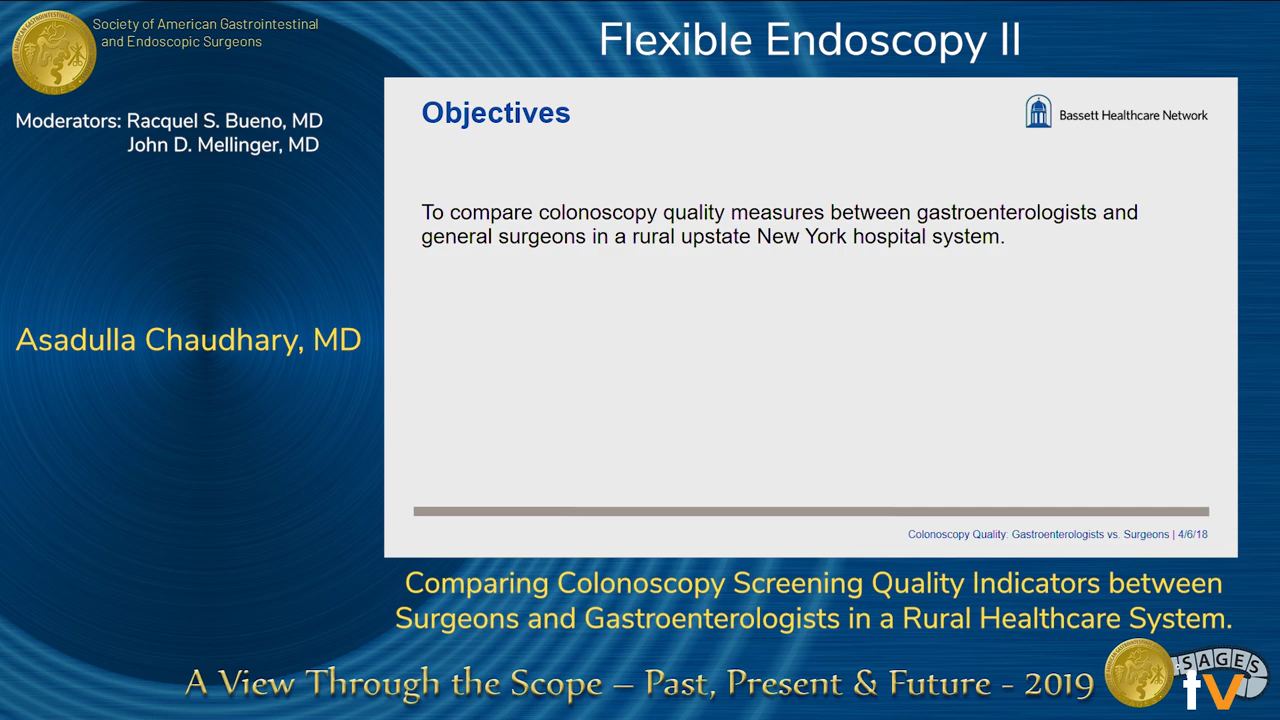 Society of American Gastrointestinal
and Endoscopic Surgeons
Flexible Endoscopy II
Moderators: Racquel S. Bueno, MD
John D. Mellinger, MD
Asadulla Chaudhary, MD
Objectives
Bassett Healthcare Network
To compare colonoscopy quality measures between gastroenterologists and
general surgeons in a rural upstate New York hospital system.
Colonoscopy Quality: Gastroenterologists vs. Surgeons | 4/6/18
Comparing Colonoscopy Screening Quality Indicators between
Surgeons and Gastroenterologists in a Rural Healthcare System.
A View Through the Scope – Past, Present & Future - 2019
SAGES
tv